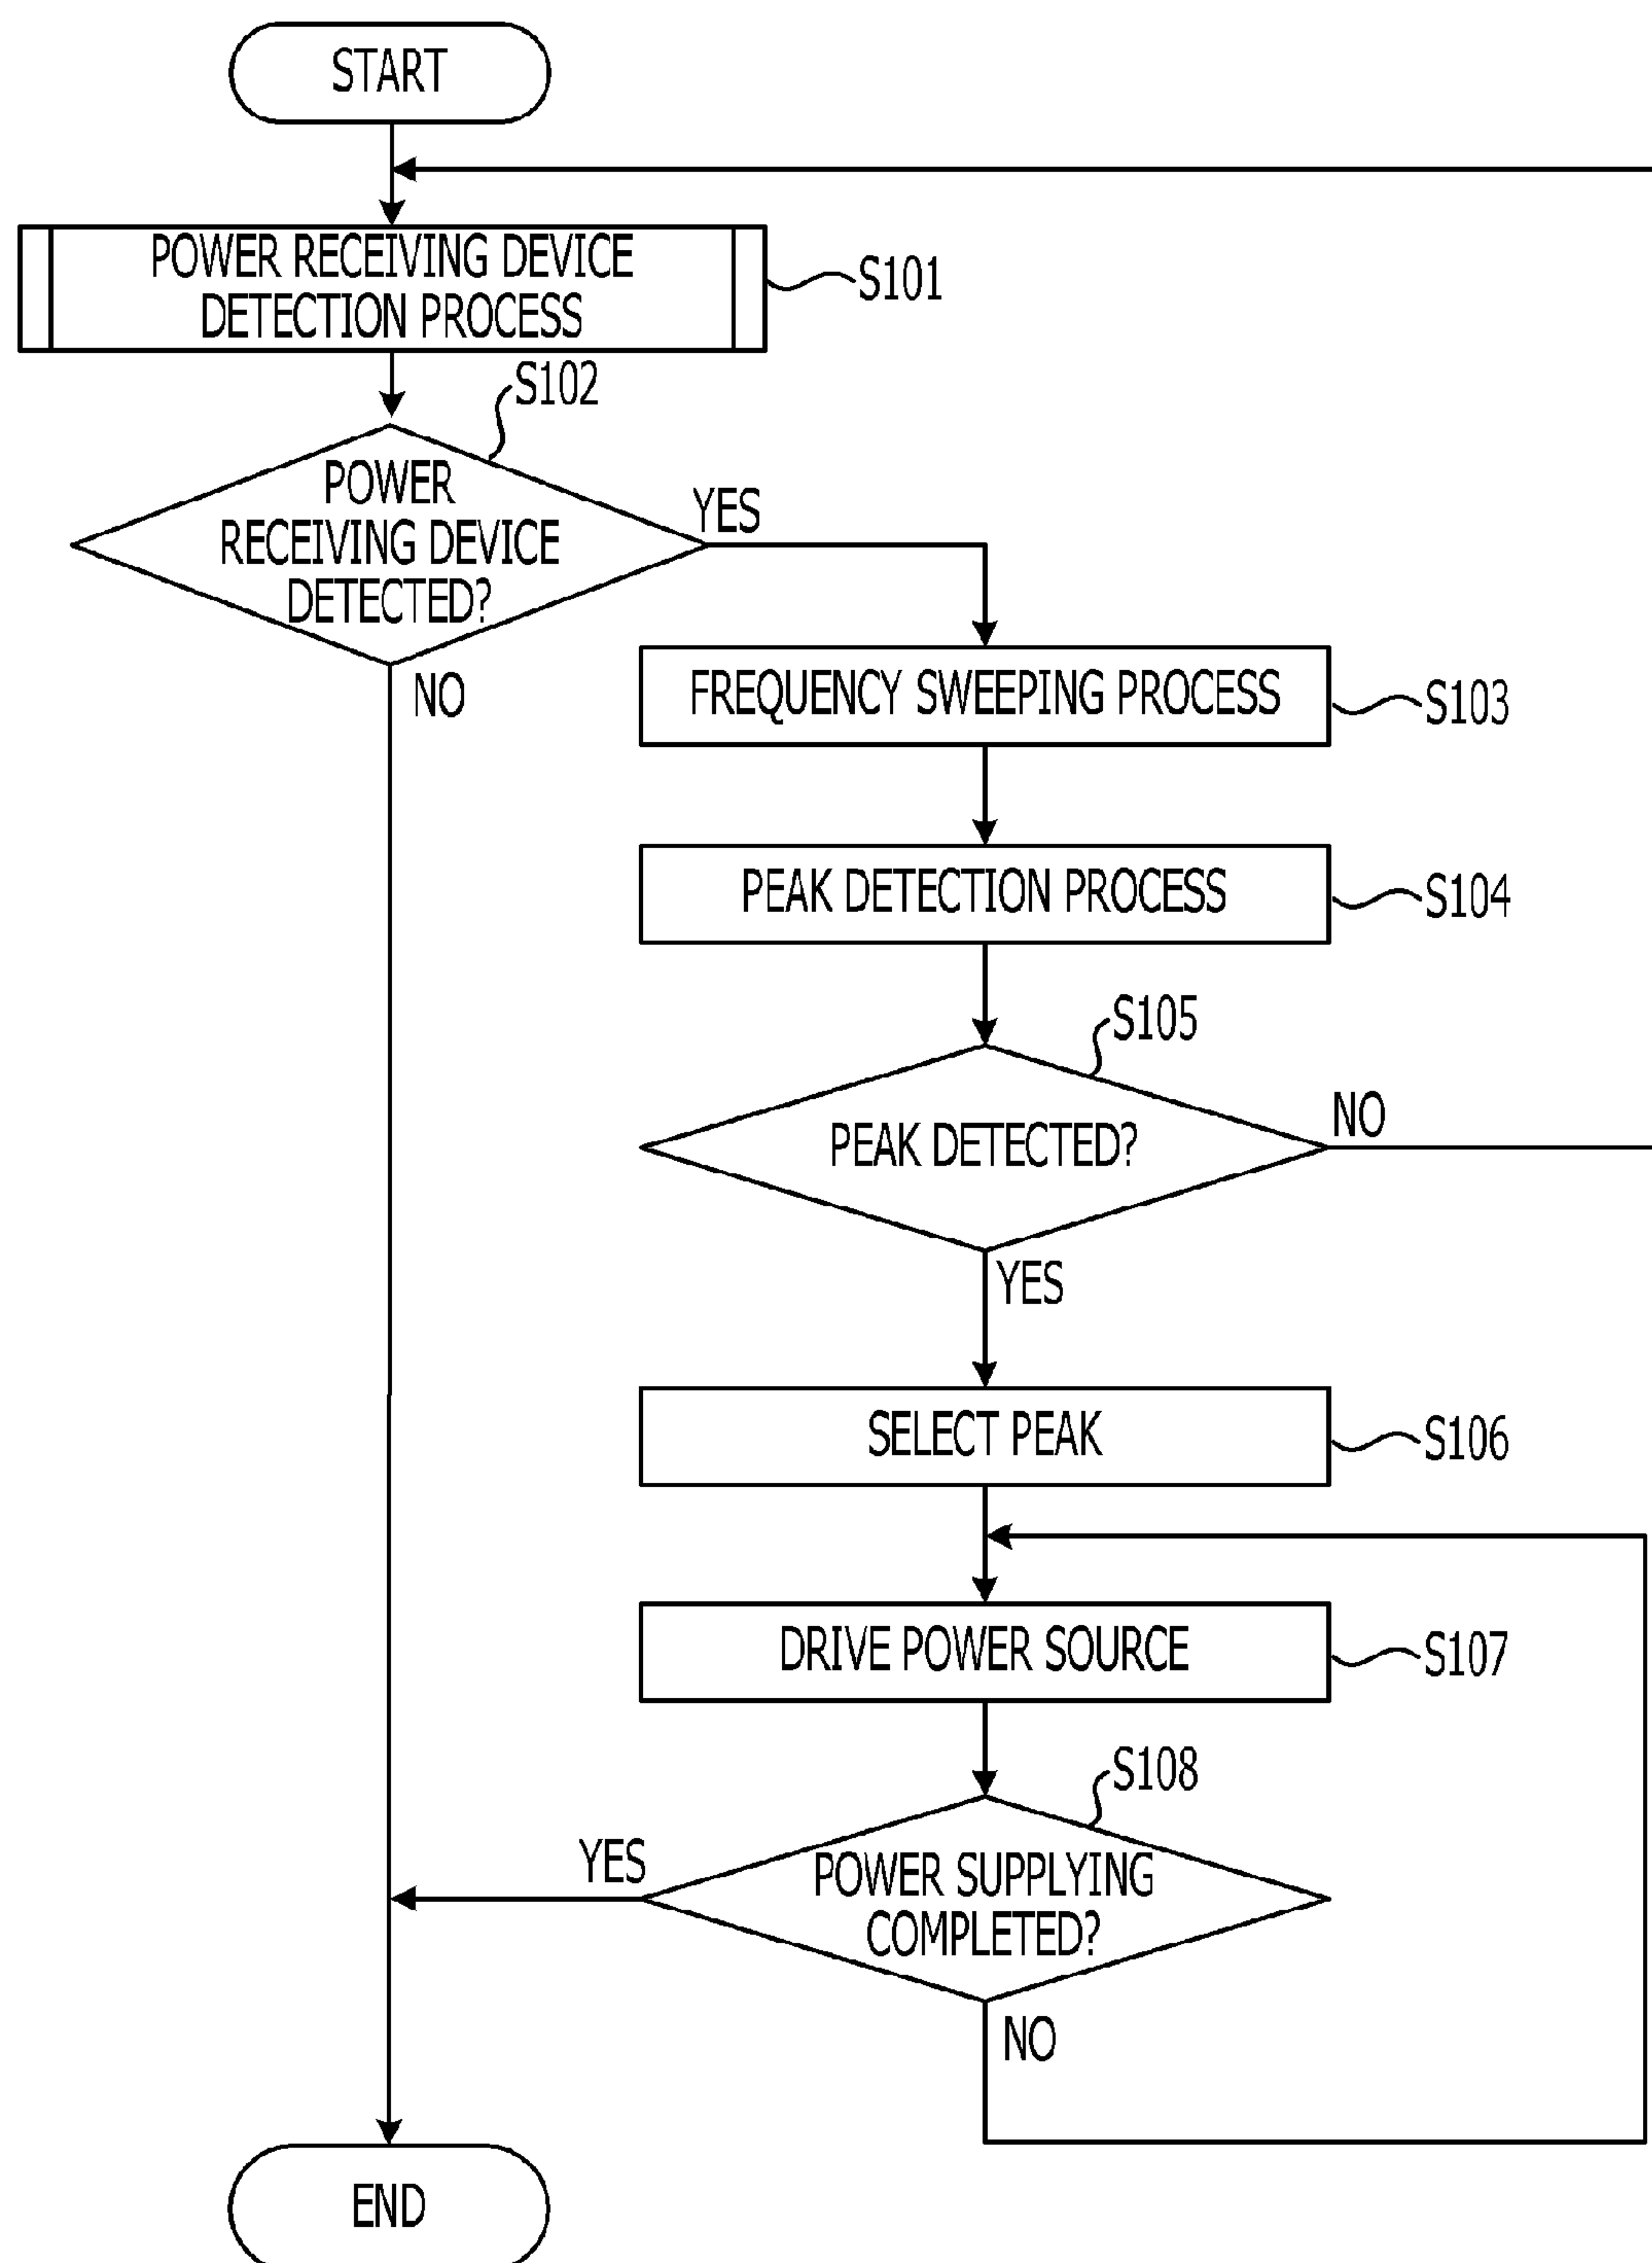 START
POWER RECEIVING DEVICE
DETECTION PROCESS
S101
S102
POWER
RECEIVING DEVICE
DETECTED?
YES
NO
FREQUENCY SWEEPING PROCESS
S103
PEAK DETECTION PROCESS
S104
S105
PEAK DETECTED?
NO
YES
SELECT PEAK
S106
DRIVE POWER SOURCE
S107
S108
YES
POWER SUPPLYING
COMPLETED?
NO
END